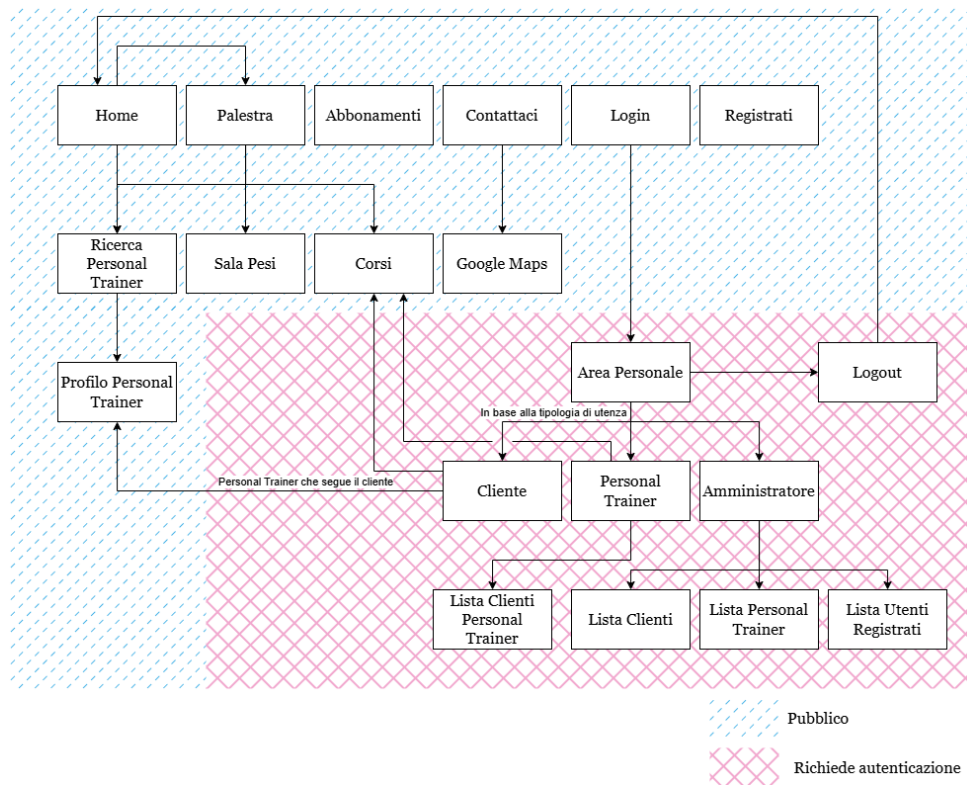 Home
Palestra
Abbonamenti
Contattaci
Login
Registrati
Ricerca
Personal
Trainer
Sala Pesi
Corsi
Google Maps
Profilo Personal
Trainer
Area Personale
Logout
In base alla tipologia di utenza
Personal Trainer che segue il cliente
Cliente
Personal
Trainer
Amministratore
Lista Clienti
Personal
Trainer
Lista Clienti
Lista Personal
Trainer
Lista Utenti
Registrati
Pubblico
Richiede autenticazione